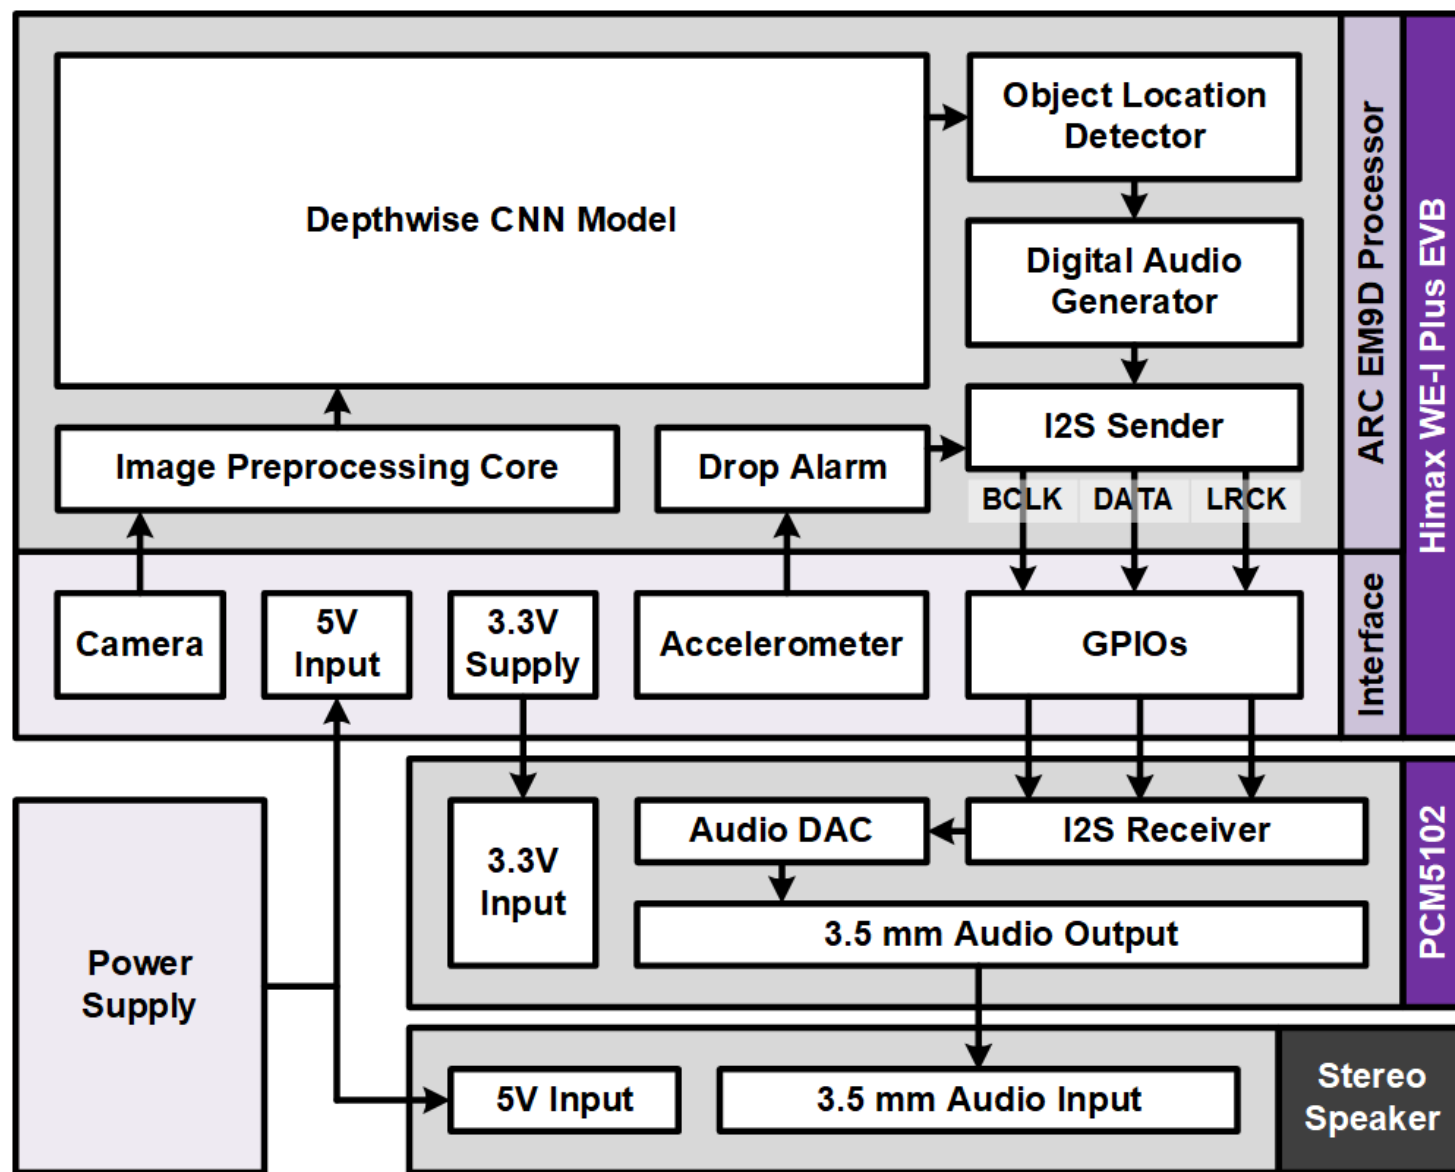 Depthwise CNN Model
Object Location
Detector
Digital Audio
Generator
I2S Sender
Image Preprocessing Core
Drop Alarm
BCLK
DATA
LRCK
ARC EM9D Processor
Himax WE-I Plus EVB
Camera
5V
Input
3.3V
Supply
Accelerometer
GPIOs
Interface
Power
Supply
3.3V
Input
Audio DAC
I2S Receiver
3.5 mm Audio Output
PCM5102
5V Input
3.5 mm Audio Input
Stereo
Speaker